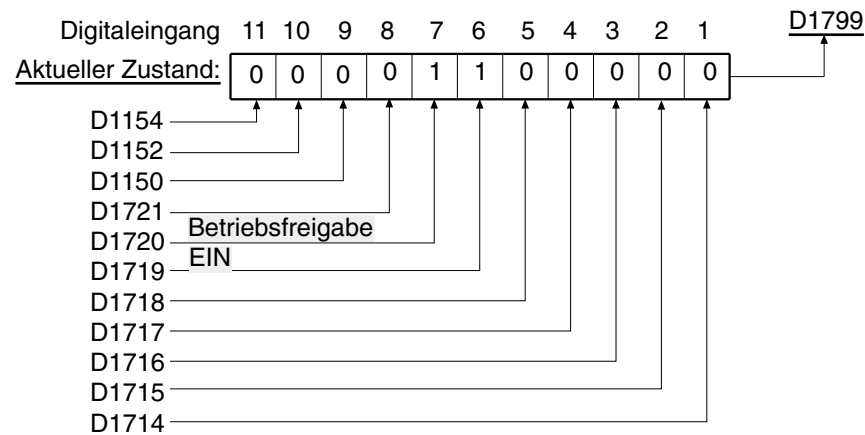 Digitaleingang 11 10 9 8 7 6 5 4 3 2 1 D1799
Aktueller Zustand: 0 0 0 0 1 1 0 0 0 0 0
D1154
D1152
D1150
D1721
Betriebsfreigabe
D1720
EIN
D1719
D1718
D1717
D1716
D1715
D1714